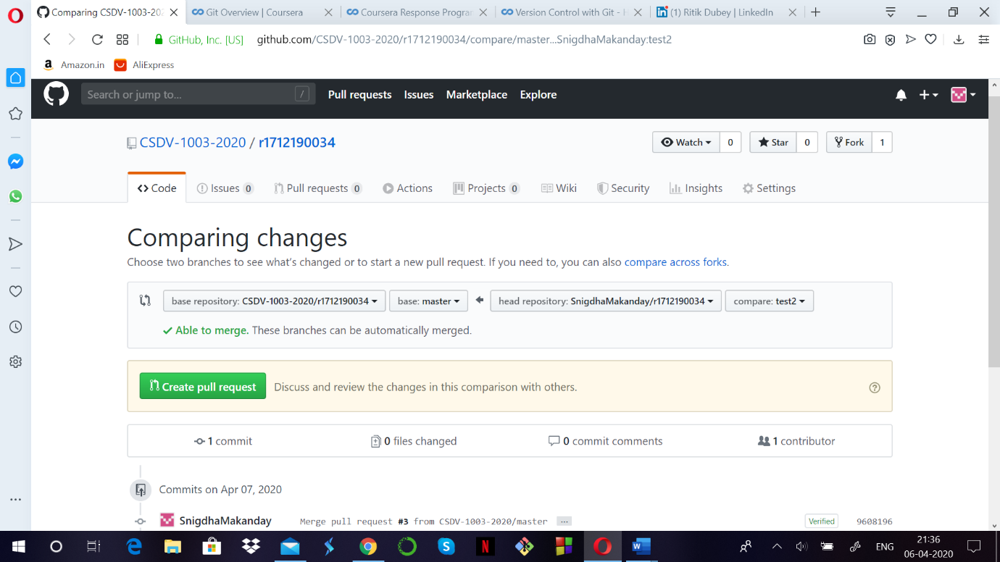 Comparing CSDV-1003-202
Git Overview | Coursera
Coursera Response Progran
Version Control with Git - H
(1) Ritik Dubey | LinkedIn
GitHub, Inc. [US]
github.com/CSDV-1003-2020/r1712190034/compare/master...SnigdhaMakanday:test2
Amazon.in
AliExpress
Search or jump to...
/
Pull requests
Issues
Marketplace
Explore
CSDV-1003-2020 / r1712190034
Watch 0
Star 0
Fork 1
Code
Issues 0
Pull requests 0
Actions
Projects 0
Wiki
Security
Insights
Settings
Comparing changes
Choose two branches to see what's changed or to start a new pull request. If you need to, you can also compare across forks.
base repository: CSDV-1003-2020/r1712190034
base: master
head repository: SnigdhaMakanday/r1712190034
compare: test2
Able to merge. These branches can be automatically merged.
Create pull request
Discuss and review the changes in this comparison with others.
1 commit
0 files changed
0 commit comments
1 contributor
Commits on Apr 07, 2020
SnigdhaMakanday
Merge pull request #3 from CSDV-1003-2020/master ...
Verified
9608196
ENG
21:36
06-04-2020